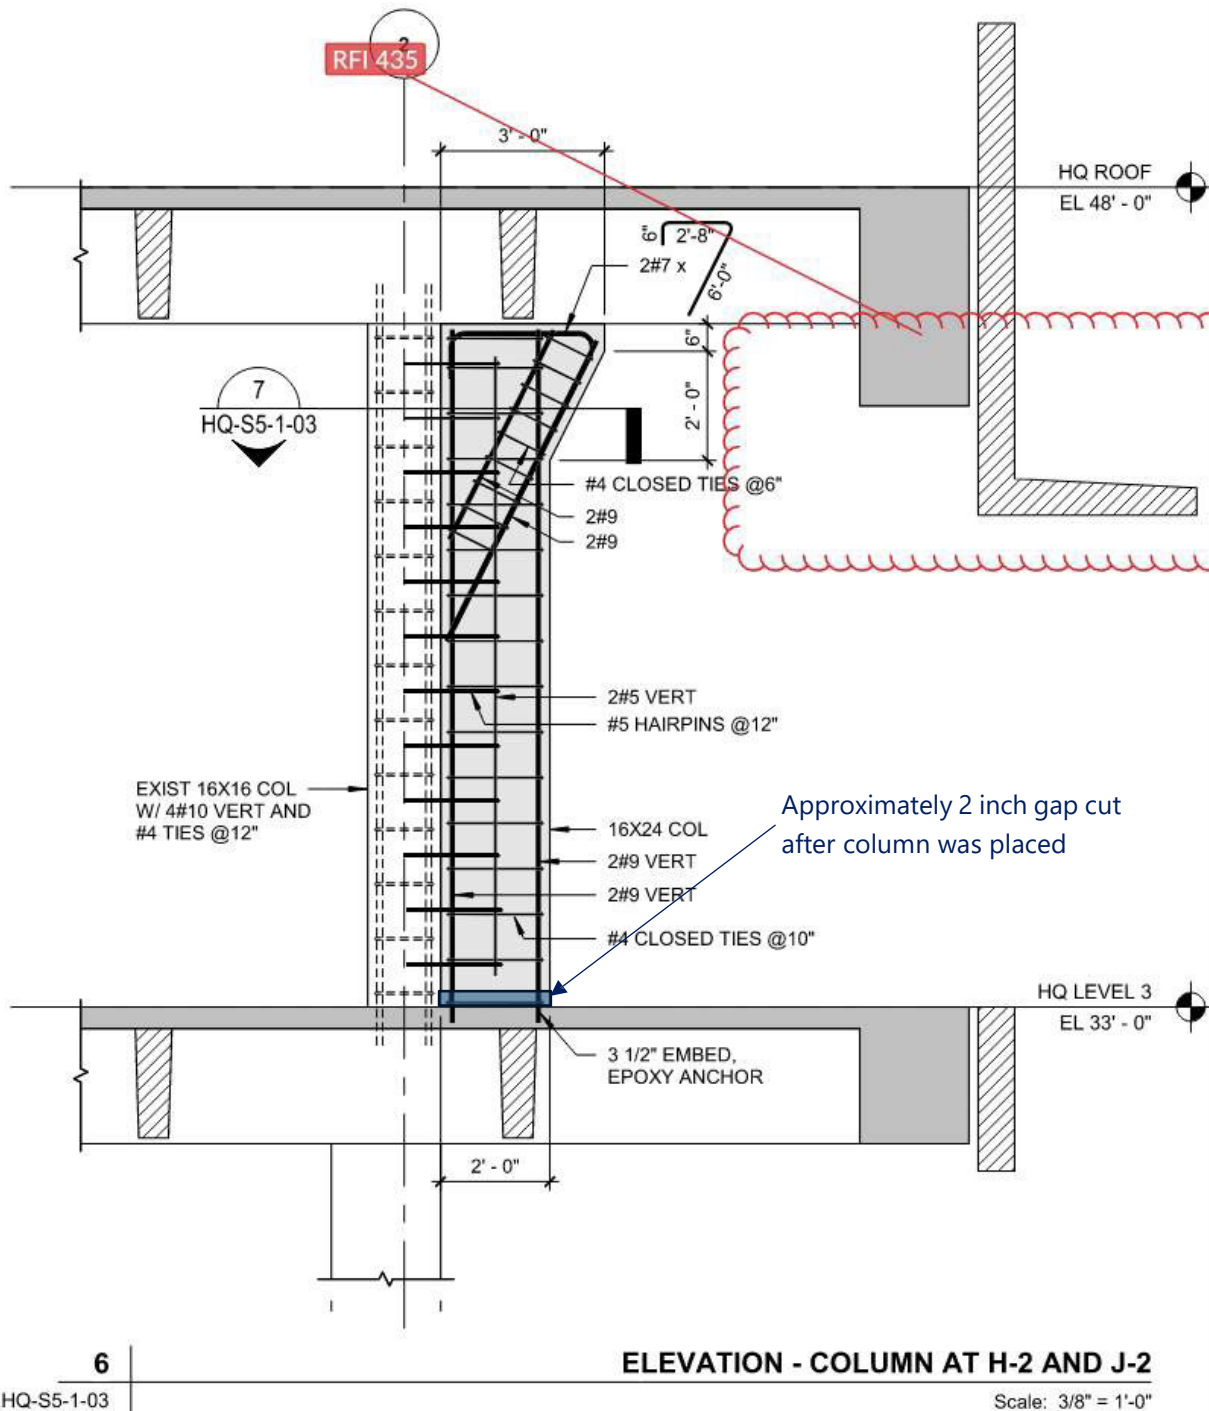 2
RFI 435
3' - 0"
HQ ROOF
EL 48' - 0"
6"
2'-8"
6'-0"
2#7 x
6"
2' - 0"
7
HQ-S5-1-03
#4 CLOSED TIES @6"
2#9
2#9
2#5 VERT
#5 HAIRPINS @12"
EXIST 16X16 COL
W/ 4#10 VERT AND
#4 TIES @12"
Approximately 2 inch gap cut
after column was placed
16X24 COL
2#9 VERT
2#9 VERT
#4 CLOSED TIES @10"
HQ LEVEL 3
EL 33' - 0"
3 1/2" EMBED,
EPOXY ANCHOR
2' - 0"
6
HQ-S5-1-03
ELEVATION - COLUMN AT H-2 AND J-2
Scale: 3/8" = 1'-0"